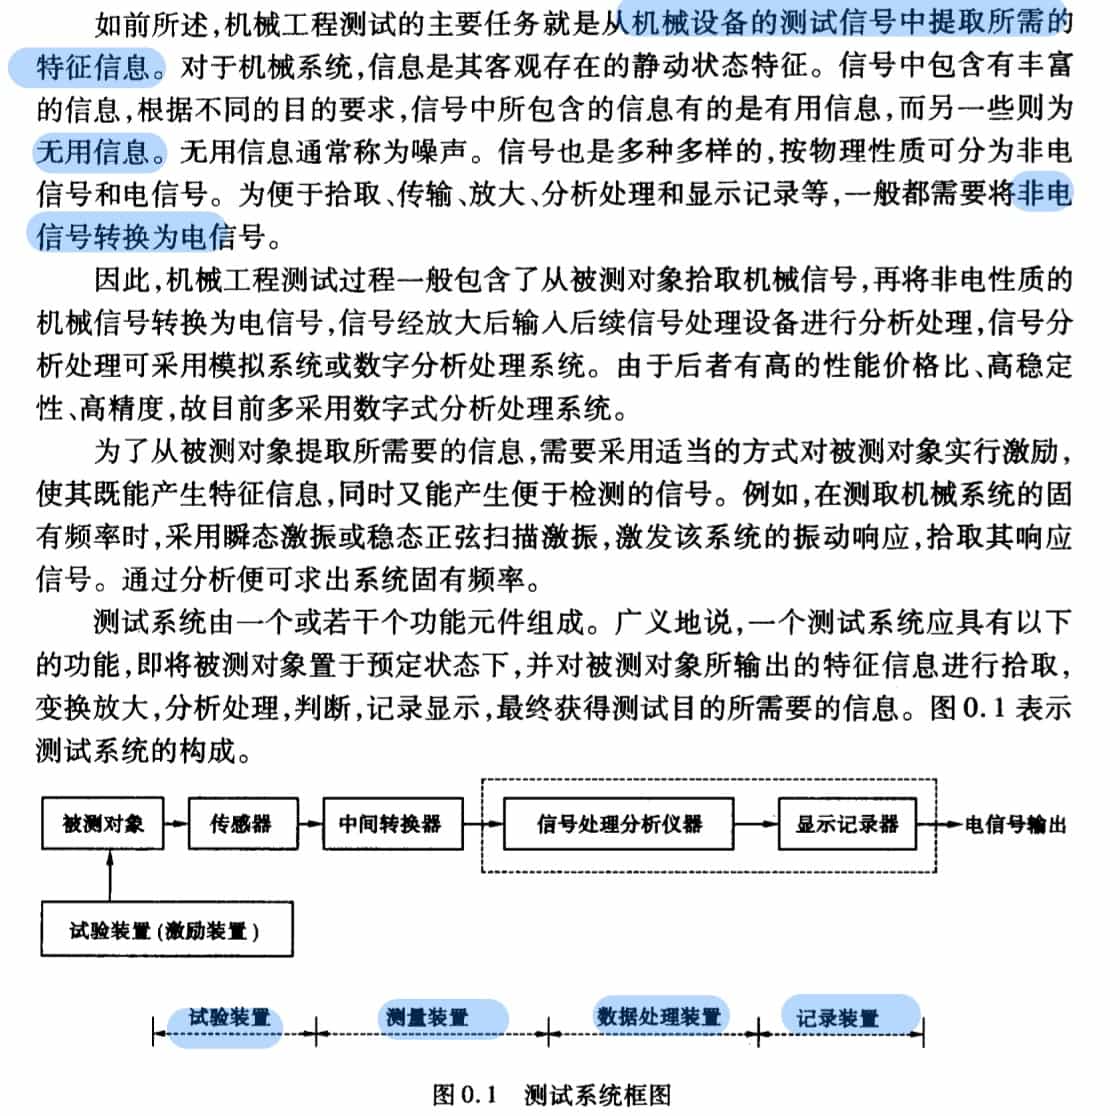 如前所述,机械工程测试的主要任务就是从机械设备的测试信号中提取所需的
特征信息。对于机械系统,信息是其客观存在的静动状态特征。信号中包含有丰富
的信息,根据不同的目的要求,信号中所包含的信息有的是有用信息,而另一些则为
无用信息。无用信息通常称为噪声。信号也是多种多样的,按物理性质可分为非电
信号和电信号。为便于拾取、传输、放大、分析处理和显示记录等,一般都需要将非电
信号转换为电信号。
因此,机械工程测试过程一般包含了从被测对象拾取机械信号,再将非电性质的
机械信号转换为电信号,信号经放大后输入后续信号处理设备进行分析处理,信号分
析处理可采用模拟系统或数字分析处理系统。由于后者有高的性能价格比、高稳定
性、高精度,故目前多采用数字式分析处理系统。
为了从被测对象提取所需要的信息,需要采用适当的方式对被测对象实行激励,
使其既能产生特征信息,同时又能产生便于检测的信号。例如,在测取机械系统的固
有频率时,采用瞬态激振或稳态正弦扫描激振,激发该系统的振动响应,拾取其响应
信号。通过分析便可求出系统固有频率。
测试系统由一个或若干个功能元件组成。广义地说,一个测试系统应具有以下
的功能,即将被测对象置于预定状态下,并对被测对象所输出的特征信息进行拾取,
变换放大,分析处理,判断,记录显示,最终获得测试目的所需要的信息。图0.1表示
测试系统的构成。
被测对象 传感器 中间转换器 信号处理分析仪器 显示记录器 电信号输出
试验装置(激励装置)
试验装置 测量装置 数据处理装置 记录装置
图0.1 测试系统框图